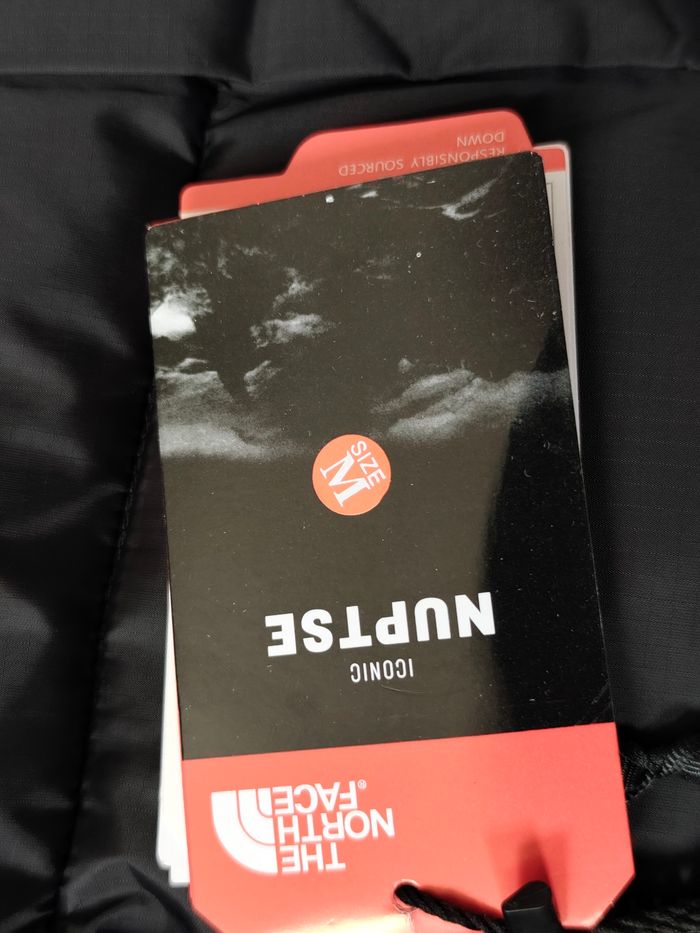 THE
NORTH
FACE®
ICONIC
NUPTSE
SIZE
M
RESPONSIBLY SOURCED
DOWN